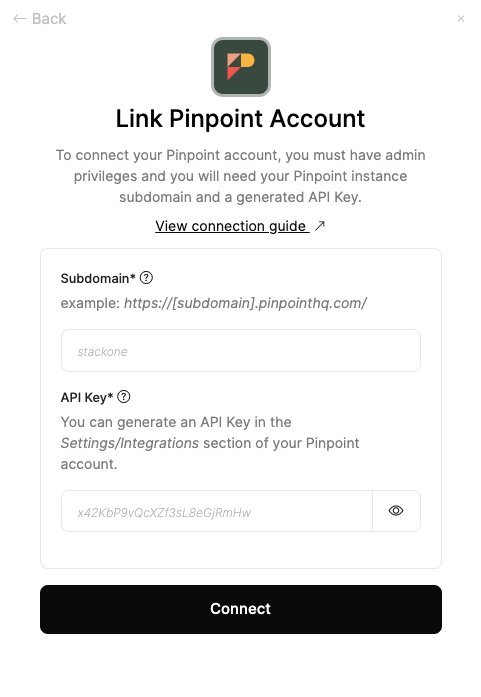 ← Back ×
Link Pinpoint Account
To connect your Pinpoint account, you must have admin
privileges and you will need your Pinpoint instance
subdomain and a generated API Key.
View connection guide ↗
Subdomain* ?
example: https://[subdomain].pinpointhq.com/
stackone
API Key* ?
You can generate an API Key in the
Settings/Integrations section of your Pinpoint
account.
x42KbP9vQcXZf3sL8eGjRmHw
Connect